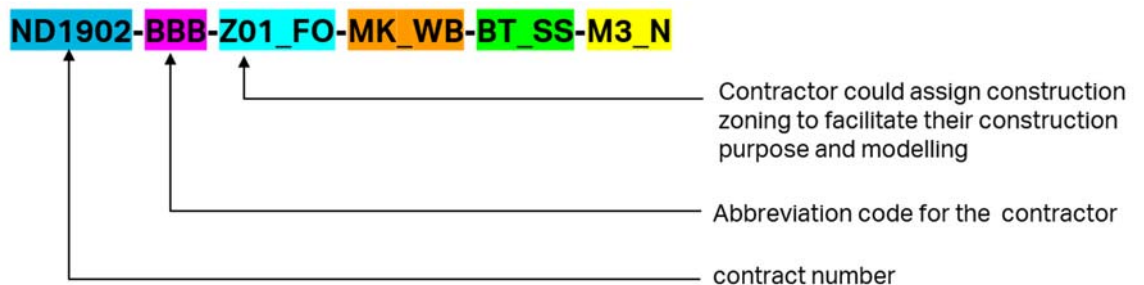 ND1902-BBB-Z01_FO-MK_WB-BT_SS-M3_N
Contractor could assign construction
zoning to facilitate their construction
purpose and modelling
Abbreviation code for the contractor
contract number